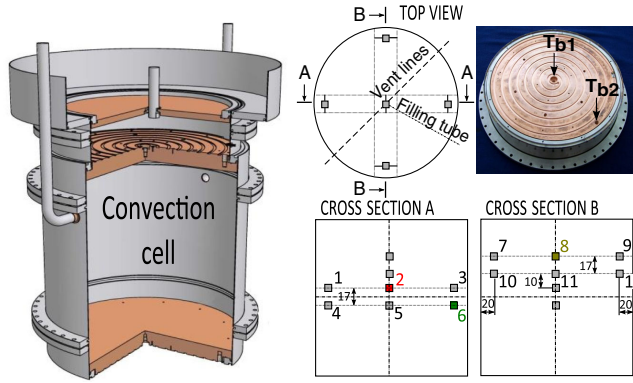 Convection
cell
B
TOP VIEW
A
A
Vent lines
Filling tube
B
Tb1
Tb2
CROSS SECTION A
1
2
3
17
4
5
6
CROSS SECTION B
7
8
9
17
10
10
11
1
20
20